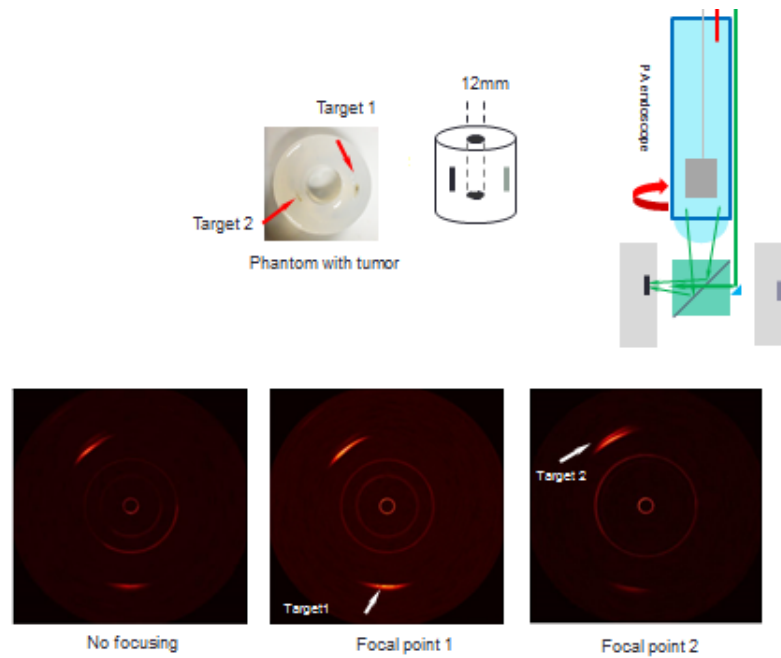 12mm
Target 1
PA endoscope
Target 2
Phantom with tumor
Target 2
Target1
No focusing
Focal point 1
Focal point 2